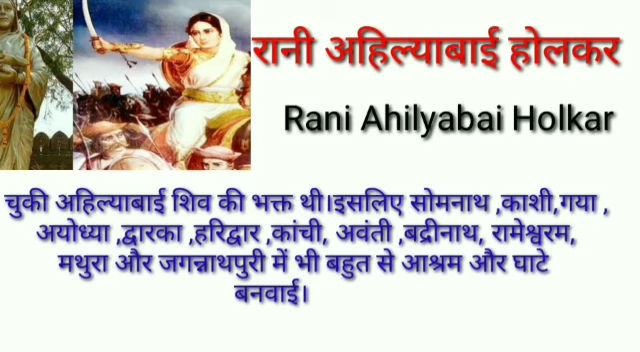 रानी अहिल्याबाई होलकर
Rani Ahilyabai Holkar
चुकी अहिल्याबाई शिव की भक्त थी।इसलिए सोमनाथ ,काशी,गया ,
अयोध्या ,द्वारका ,हरिद्वार ,कांची, अवंती ,बद्रीनाथ, रामेश्वरम,
मथुरा और जगन्नाथपुरी में भी बहुत से आश्रम और घाटे
बनवाई।